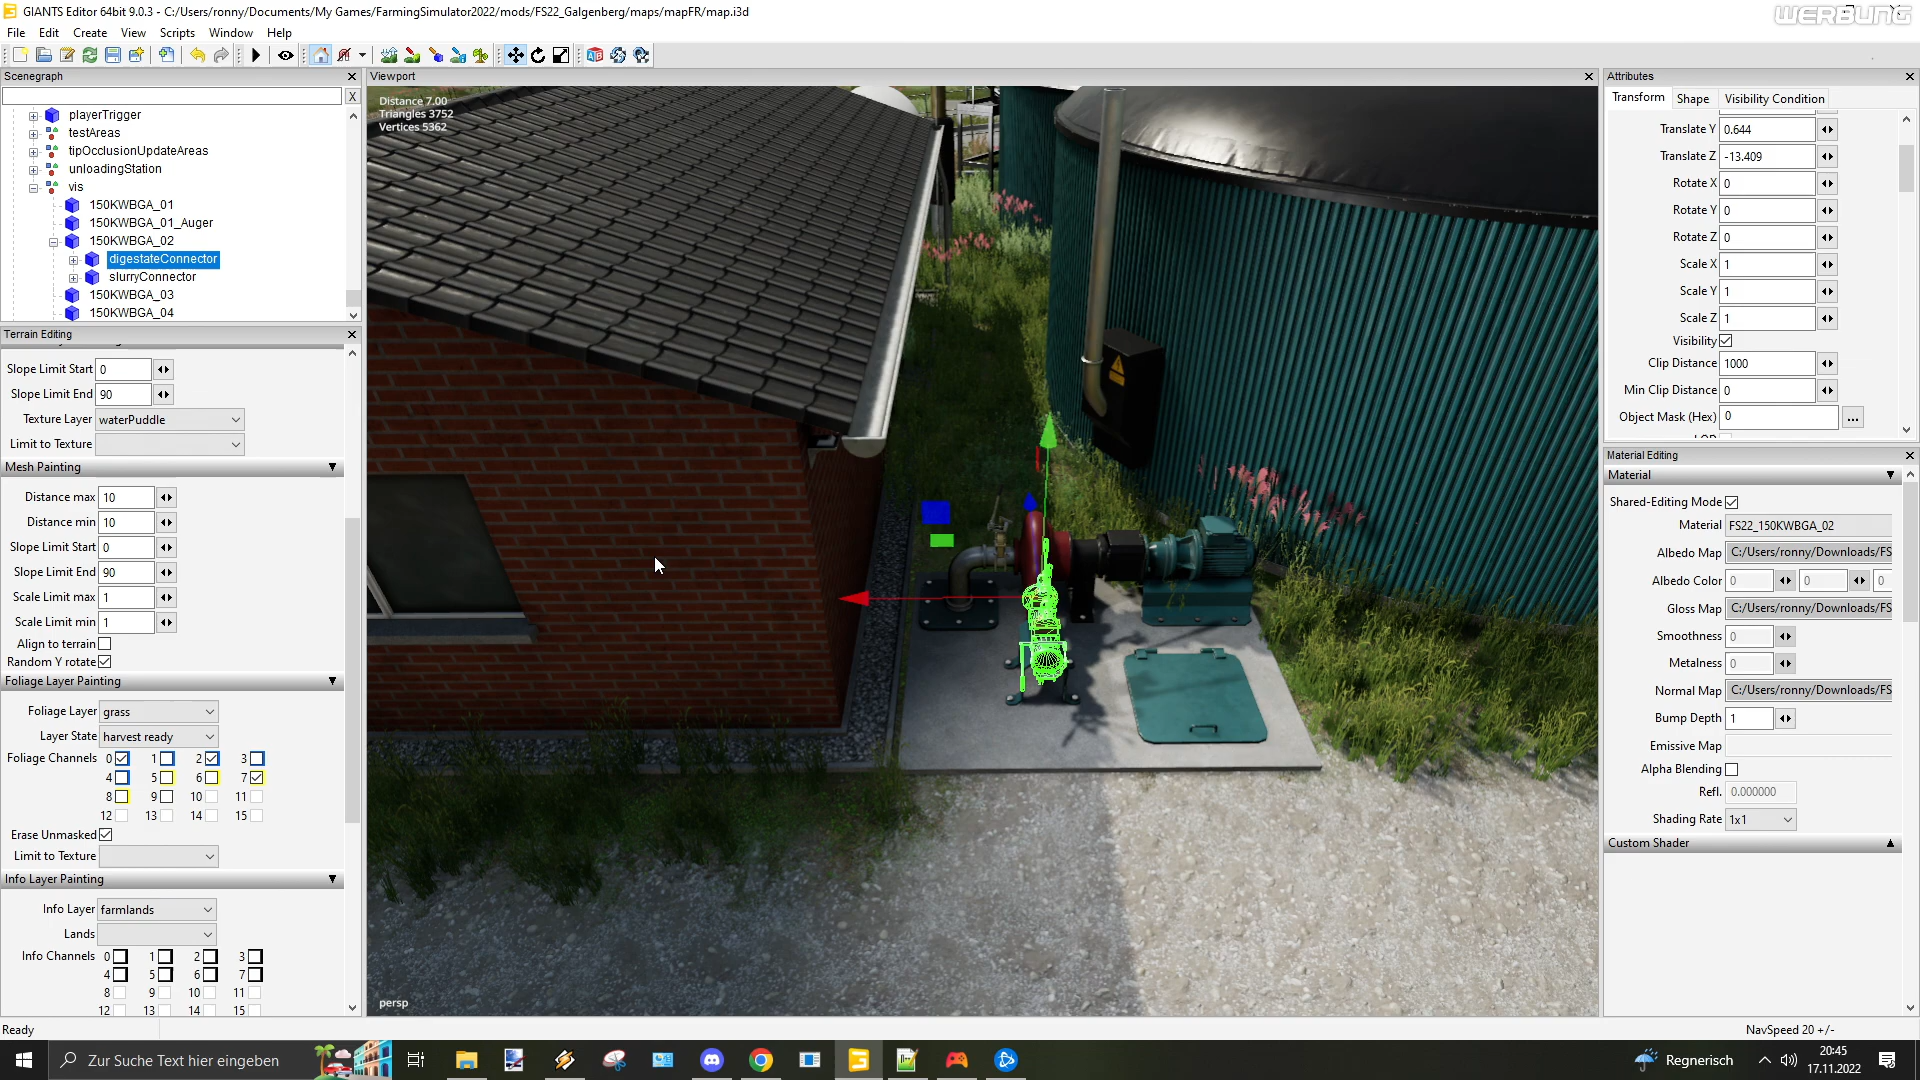 GIANTS Editor 64bit 9.0.3 - C:/Users/ronny/Documents/My Games/FarmingSimulator2022/mods/FS22_Galgenberg/maps/mapFR/map.i3d
WERBUNG
File Edit Create View Scripts Window Help
Scenegraph
X
playerTrigger
testAreas
tipOcclusionUpdateAreas
unloadingStation
vis
150KWBGA_01
150KWBGA_01_Auger
150KWBGA_02
digestateConnector
slurryConnector
150KWBGA_03
150KWBGA_04
Terrain Editing
Slope Limit Start 0
Slope Limit End 90
Texture Layer waterPuddle
Limit to Texture
Mesh Painting
Distance max 10
Distance min 10
Slope Limit Start 0
Slope Limit End 90
Scale Limit max 1
Scale Limit min 1
Align to terrain
Random Y rotate
Foliage Layer Painting
Foliage Layer grass
Layer State harvest ready
Foliage Channels 0 1 2 3
4 5 6 7
8 9 10 11
12 13 14 15
Erase Unmasked
Limit to Texture
Info Layer Painting
Info Layer farmlands
Lands
Info Channels 0 1 2 3
4 5 6 7
8 9 10 11
12 13 14 15
Viewport
Distance 7.00
Triangles 3752
Vertices 5362
persp
Attributes
Transform Shape Visibility Condition
Translate Y 0.644
Translate Z -13.409
Rotate X 0
Rotate Y 0
Rotate Z 0
Scale X 1
Scale Y 1
Scale Z 1
Visibility
Clip Distance 1000
Min Clip Distance 0
Object Mask (Hex) 0 ...
Material Editing
Material
Shared-Editing Mode
Material FS22_150KWBGA_02
Albedo Map C:/Users/ronny/Downloads/FS
Albedo Color 0 0 0
Gloss Map C:/Users/ronny/Downloads/FS
Smoothness 0
Metalness 0
Normal Map C:/Users/ronny/Downloads/FS
Bump Depth 1
Emissive Map
Alpha Blending
Refl. 0.000000
Shading Rate 1x1
Custom Shader
Ready
NavSpeed 20 +/-
Zur Suche Text hier eingeben
Regnerisch
20:45
17.11.2022